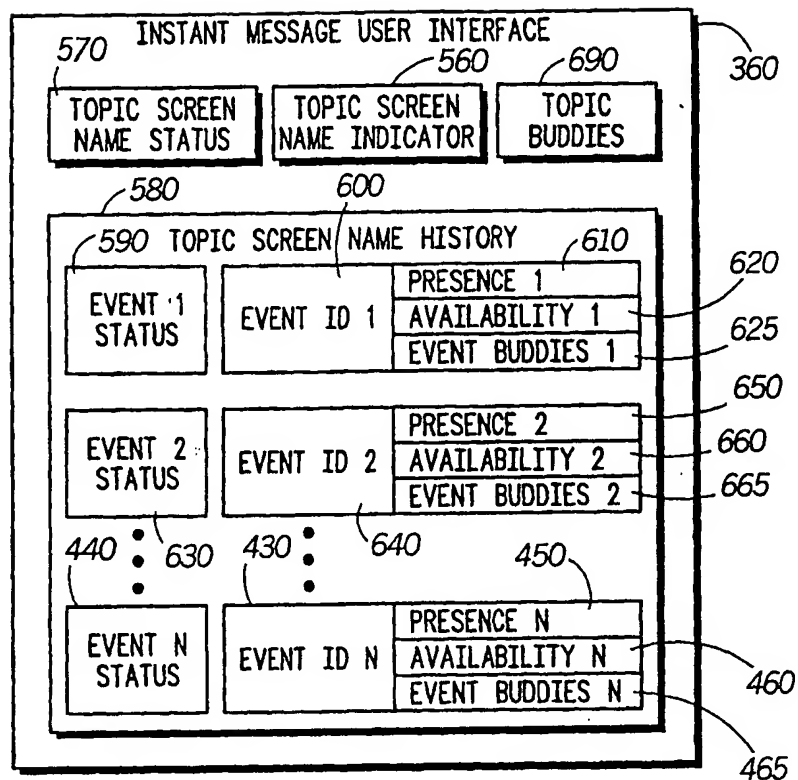 INSTANT MESSAGE USER INTERFACE
360
570
560
690
TOPIC SCREEN
NAME STATUS
TOPIC SCREEN
NAME INDICATOR
TOPIC
BUDDIES
580
600
590
TOPIC SCREEN NAME HISTORY
610
EVENT 1
STATUS
EVENT ID 1
PRESENCE 1
AVAILABILITY 1
EVENT BUDDIES 1
620
625
EVENT 2
STATUS
EVENT ID 2
PRESENCE 2
AVAILABILITY 2
EVENT BUDDIES 2
650
660
665
440
630
430
640
450
EVENT N
STATUS
EVENT ID N
PRESENCE N
AVAILABILITY N
EVENT BUDDIES N
460
465